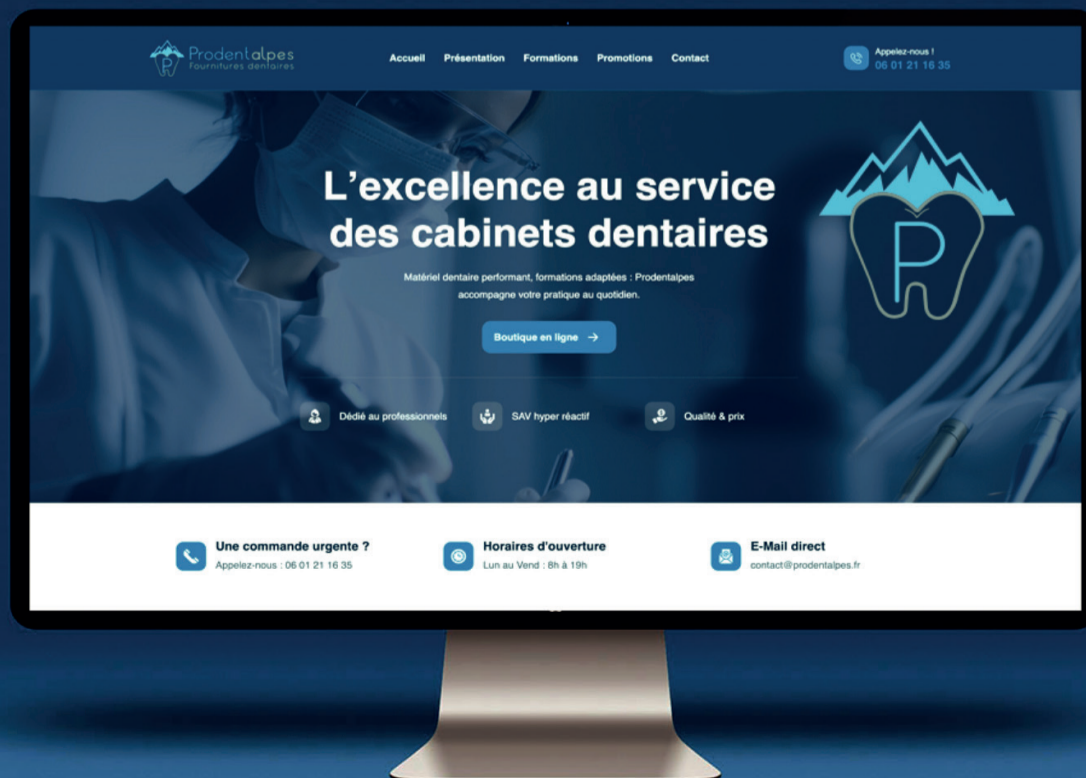 Prodentalpes
Fournitures dentaires
Accueil Présentation Formations Promotions Contact
Appelez-nous !
06 01 21 16 35
L’excellence au service
des cabinets dentaires
Matériel dentaire performant, formations adaptées : Prodentalpes
accompagne votre pratique au quotidien.
Boutique en ligne
P
Dédié au professionnels SAV hyper réactif Qualité & prix
Une commande urgente ?
Appelez-nous : 06 01 21 16 35
Horaires d'ouverture
Lun au Vend : 8h à 19h
E-Mail direct
contact@prodentalpes.fr